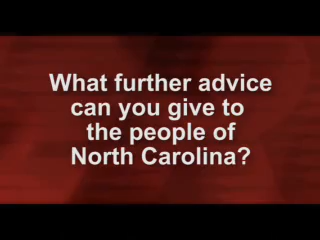 What further advice
can you give to
the people of
North Carolina?